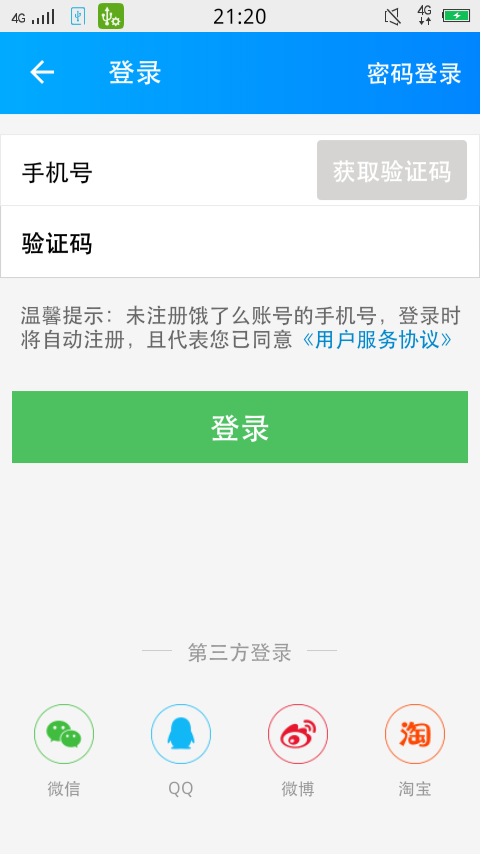 4G 21:20 4G
登录 密码登录
手机号 获取验证码
验证码
温馨提示：未注册饿了么账号的手机号，登录时
将自动注册，且代表您已同意《用户服务协议》
登录
第三方登录
淘
微信 QQ 微博 淘宝